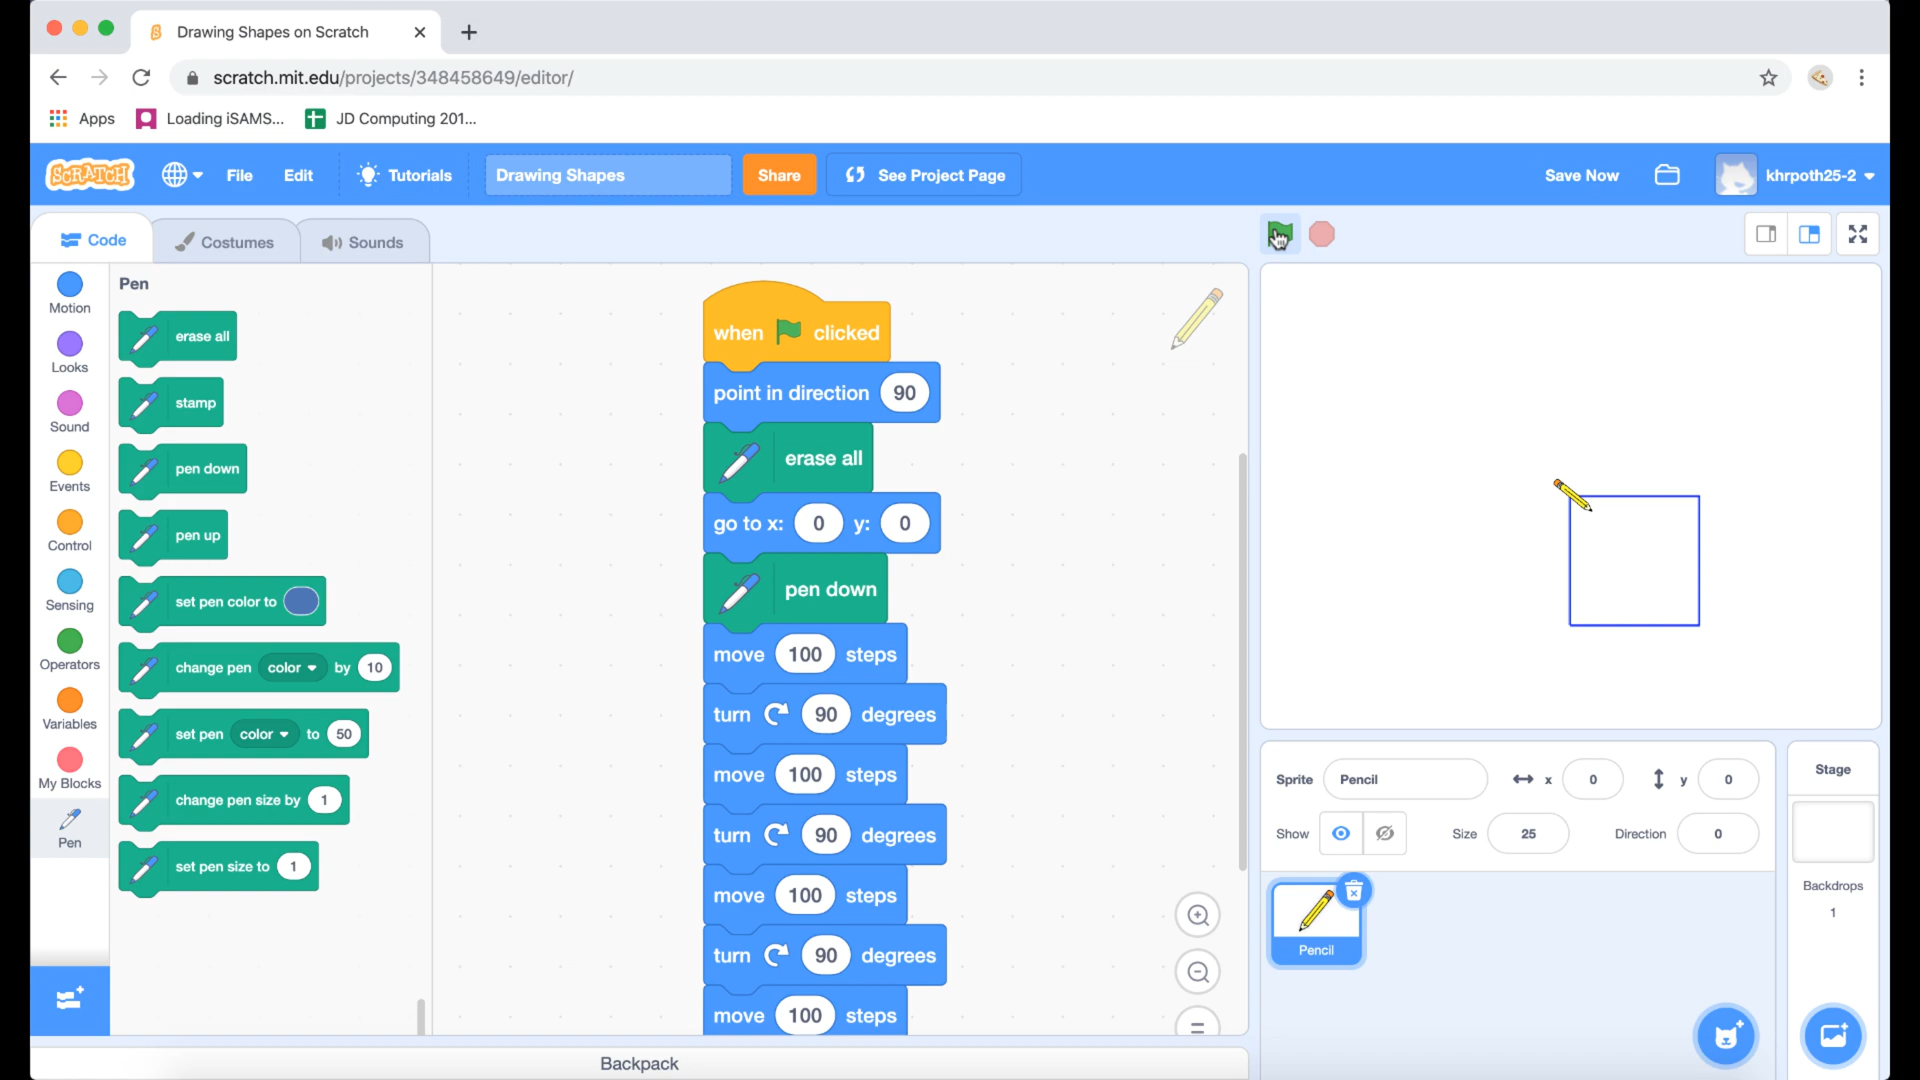 Drawing Shapes on Scratch
scratch.mit.edu/projects/348458649/editor/
Apps
Loading iSAMS...
JD Computing 201...
SCRATCH
File
Edit
Tutorials
Drawing Shapes
Share
See Project Page
Save Now
khrpoth25-2
Code
Costumes
Sounds
Motion
Looks
Sound
Events
Control
Sensing
Operators
Variables
My Blocks
Pen
Pen
erase all
stamp
pen down
pen up
set pen color to
change pen color by 10
set pen color to 50
change pen size by 1
set pen size to 1
when clicked
point in direction 90
erase all
go to x: 0 y: 0
pen down
move 100 steps
turn 90 degrees
move 100 steps
turn 90 degrees
move 100 steps
turn 90 degrees
move 100 steps
Backpack
Sprite Pencil x 0 y 0
Show Size 25 Direction 0
Pencil
Stage
Backdrops
1